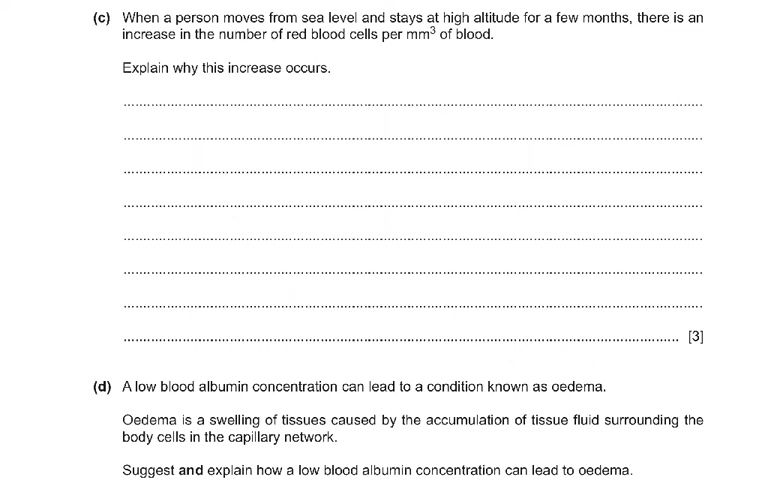 (c) When a person moves from sea level and stays at high altitude for a few months, there is an
increase in the number of red blood cells per mm³ of blood.
Explain why this increase occurs.
[3]
(d) A low blood albumin concentration can lead to a condition known as oedema.
Oedema is a swelling of tissues caused by the accumulation of tissue fluid surrounding the
body cells in the capillary network.
Suggest and explain how a low blood albumin concentration can lead to oedema.